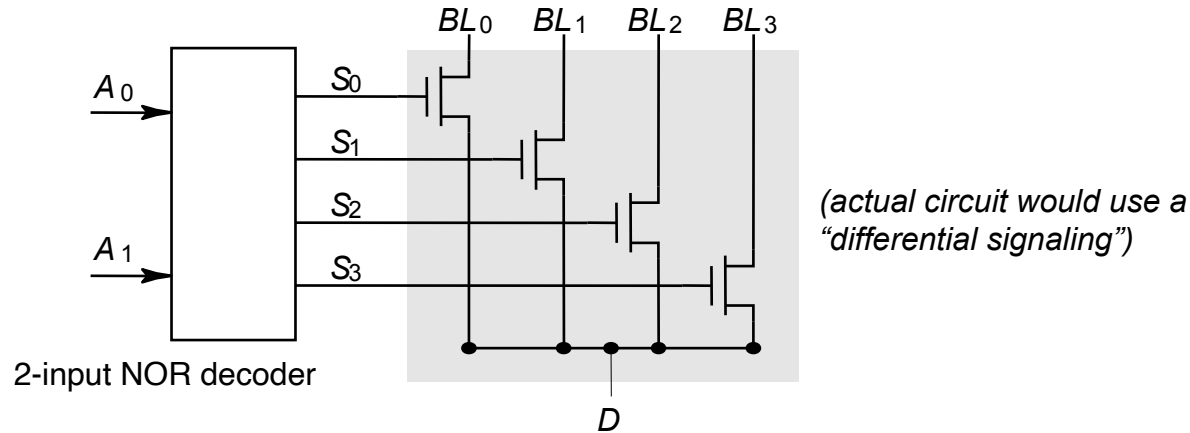 BL0 BL1 BL2 BL3
A0
S0
S1
S2
A1
S3
(actual circuit would use a
“differential signaling”)
2-input NOR decoder
D